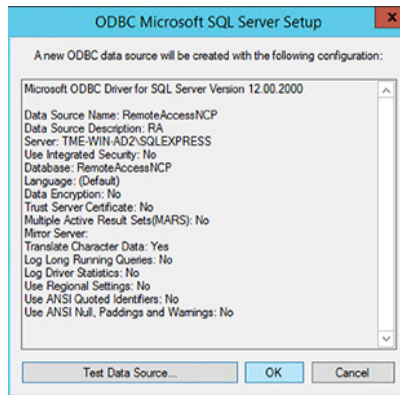 ODBC Microsoft SQL Server Setup
x
A new ODBC data source will be created with the following configuration:
Microsoft ODBC Driver for SQL Server Version 12.00.2000
Data Source Name: RemoteAccessNCP
Data Source Description: RA
Server: TME-WIN-AD2\SQLEXPRESS
Use Integrated Security: No
Database: RemoteAccessNCP
Language: (Default)
Data Encryption: No
Trust Server Certificate: No
Multiple Active Result Sets(MARS): No
Mirror Server:
Translate Character Data: Yes
Log Long Running Queries: No
Log Driver Statistics: No
Use Regional Settings: No
Use ANSI Quoted Identifiers: No
Use ANSI Null, Paddings and Warnings: No
Test Data Source... OK Cancel